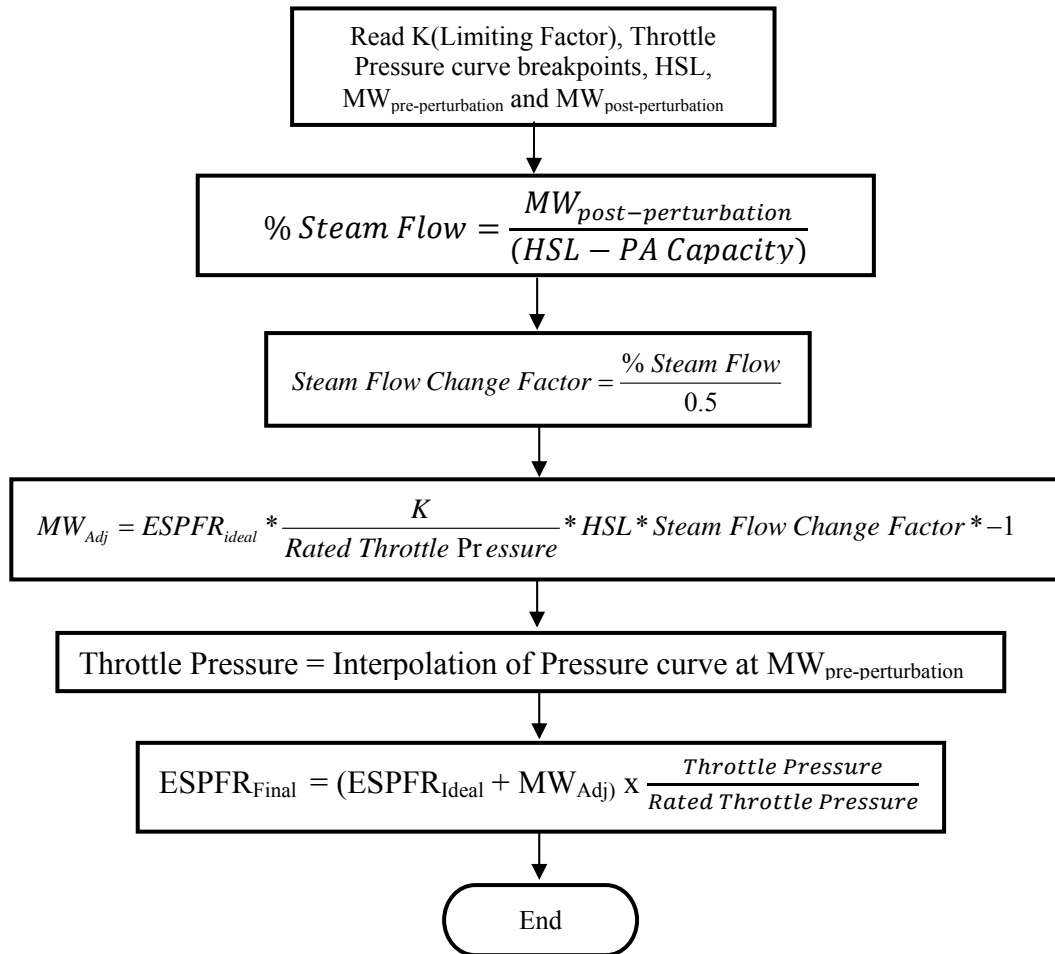 Read K(Limiting Factor), Throttle
Pressure curve breakpoints, HSL,
MWpre-perturbation and MWpost-perturbation
% Steam Flow = MWpost−perturbation / (HSL − PA Capacity)
Steam Flow Change Factor = % Steam Flow / 0.5
MWAdj = ESPFRideal * K / Rated Throttle Pressure * HSL * Steam Flow Change Factor * −1
Throttle Pressure = Interpolation of Pressure curve at MWpre-perturbation
ESPFRFinal = (ESPFRIdeal + MWAdj) x Throttle Pressure / Rated Throttle Pressure
End